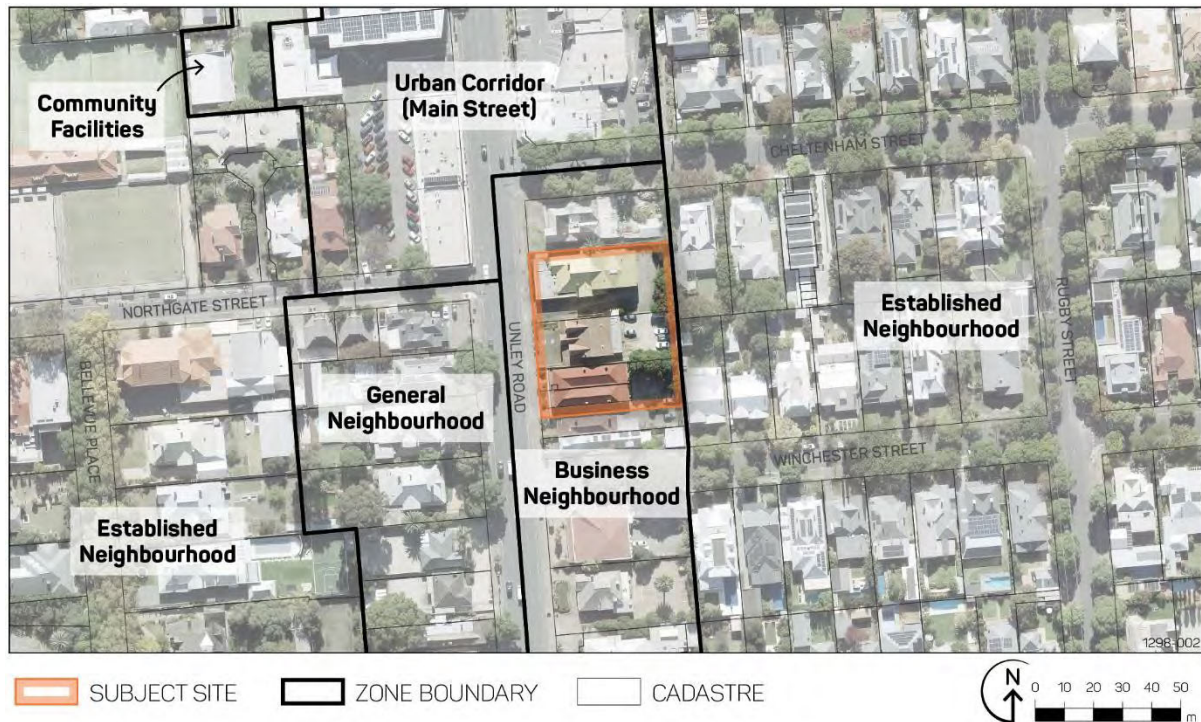 Community
Facilities
Urban Corridor
(Main Street)
CHELTENHAM STREET
NORTHGATE STREET
BELLEVUE PLACE
UNLEY ROAD
RUGBY STREET
Established
Neighbourhood
General
Neighbourhood
Business
Neighbourhood
WINCHESTER STREET
Established
Neighbourhood
1298-002
SUBJECT SITE
ZONE BOUNDARY
CADASTRE
N
0 10 20 30 40 50
m